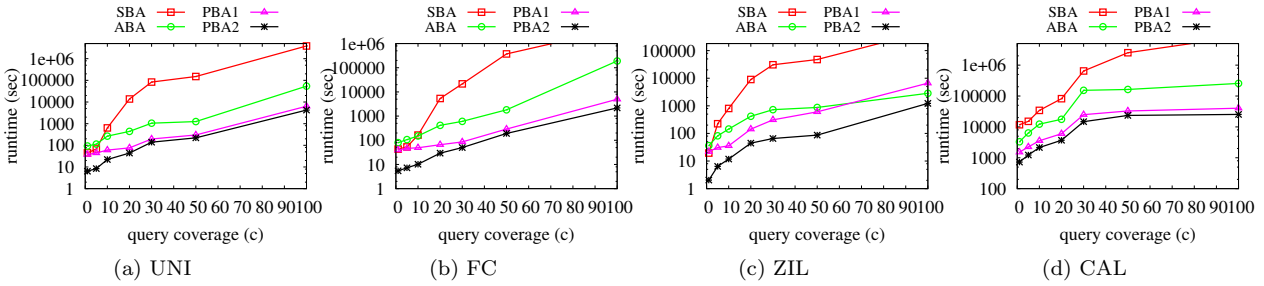 SBA PBA1
ABA PBA2
runtime (sec)
1e+06
100000
10000
1000
100
10
1
0 10 20 30 40 50 60 70 80 90100
query coverage (c)
(a) UNI
SBA PBA1
ABA PBA2
runtime (sec)
1e+06
100000
10000
1000
100
10
1
0 10 20 30 40 50 60 70 80 90100
query coverage (c)
(b) FC
SBA PBA1
ABA PBA2
runtime (sec)
100000
10000
1000
100
10
1
0 10 20 30 40 50 60 70 80 90100
query coverage (c)
(c) ZIL
SBA PBA1
ABA PBA2
runtime (sec)
1e+06
100000
10000
1000
100
0 10 20 30 40 50 60 70 80 90100
query coverage (c)
(d) CAL